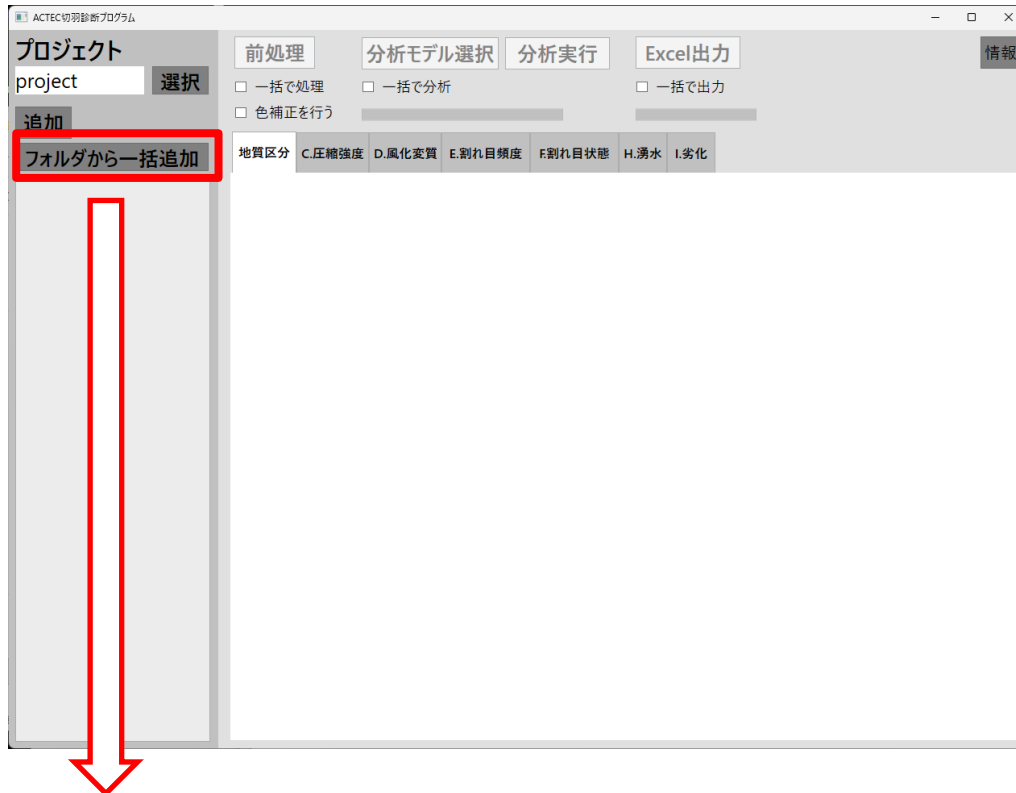 ACTEC切羽診断プログラム
プロジェクト
project
選択
追加
フォルダから一括追加
前処理
分析モデル選択
分析実行
Excel出力
情報
一括で処理
一括で分析
一括で出力
色補正を行う
地質区分
C.圧縮強度
D.風化変質
E.割れ目頻度
F.割れ目状態
H.湧水
I.劣化